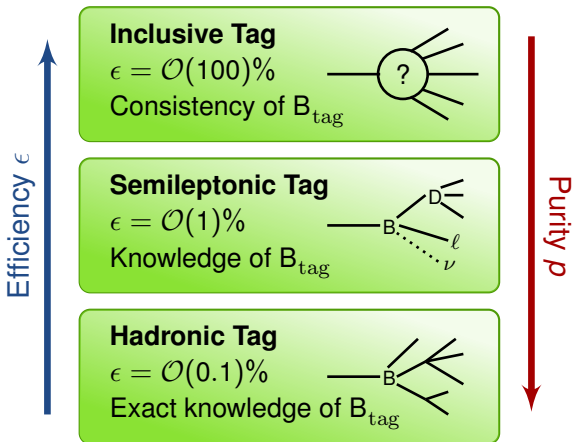 Efficiency ϵ
Inclusive Tag
ϵ = 𝒪(100)%
Consistency of B_tag
?
Semileptonic Tag
ϵ = 𝒪(1)%
Knowledge of B_tag
B
D
ℓ
ν
Hadronic Tag
ϵ = 𝒪(0.1)%
Exact knowledge of B_tag
B
Purity p